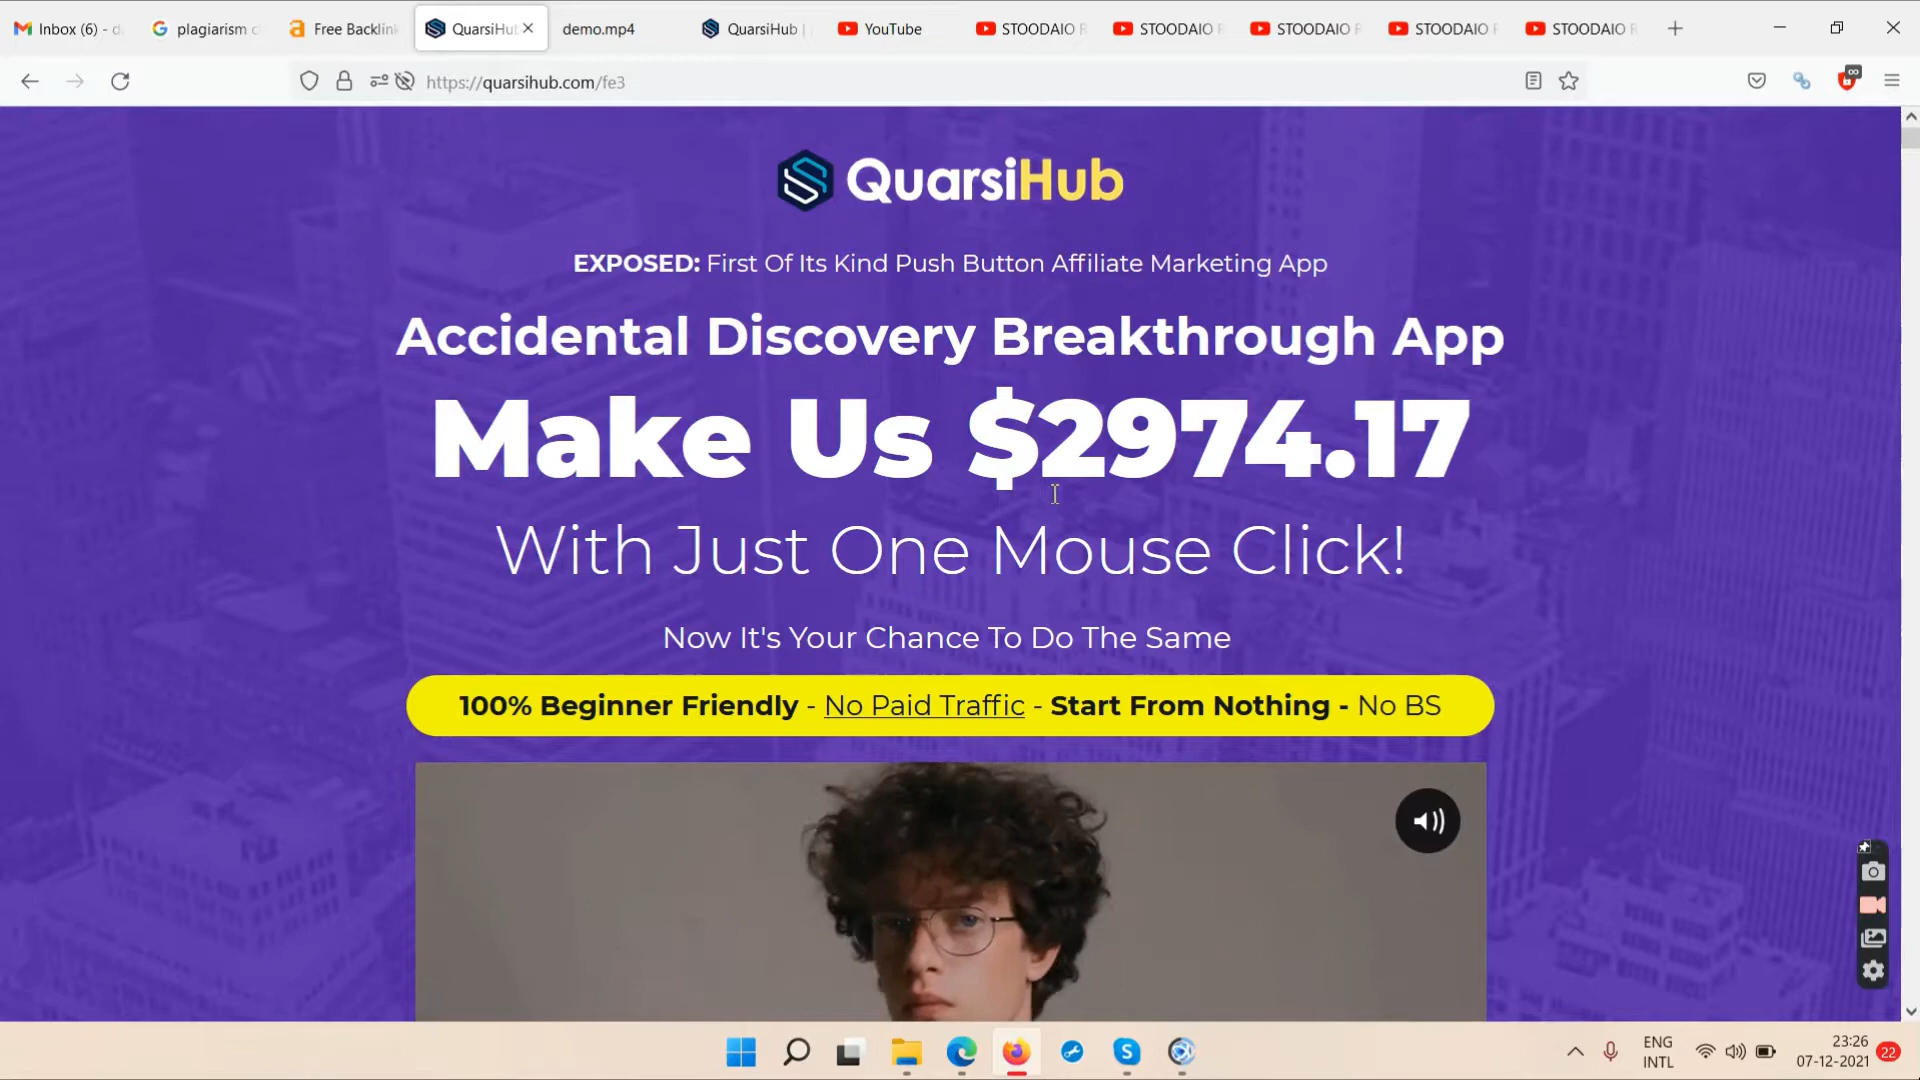 Inbox (6) - d
plagiarism c
Free Backlink
QuarsiHub
demo.mp4
QuarsiHub |
YouTube
STOODAIO R
STOODAIO R
STOODAIO R
STOODAIO R
STOODAIO R
https://quarsihub.com/fe3
QuarsiHub
EXPOSED: First Of Its Kind Push Button Affiliate Marketing App
Accidental Discovery Breakthrough App
Make Us $2974.17
With Just One Mouse Click!
Now It's Your Chance To Do The Same
100% Beginner Friendly - No Paid Traffic - Start From Nothing - No BS
ENG
INTL
23:26
07-12-2021
22